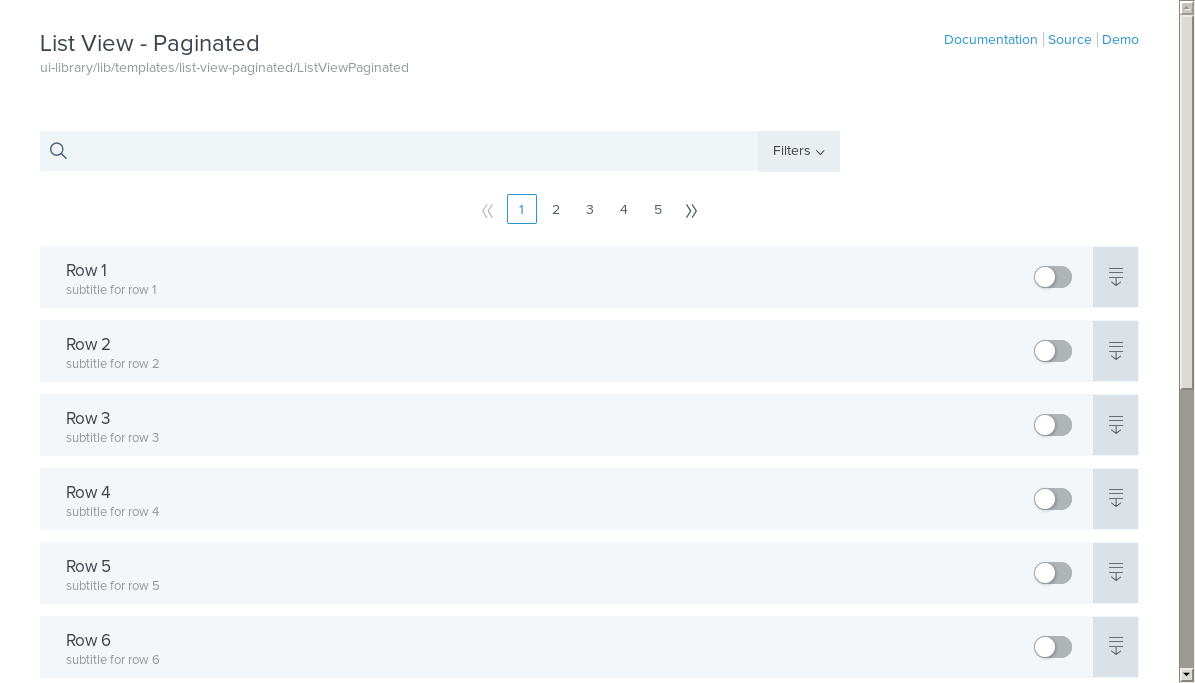 List View - Paginated
Documentation Source Demo
ui-library/lib/templates/list-view-paginated/ListViewPaginated
Filters
1 2 3 4 5
Row 1
subtitle for row 1
Row 2
subtitle for row 2
Row 3
subtitle for row 3
Row 4
subtitle for row 4
Row 5
subtitle for row 5
Row 6
subtitle for row 6